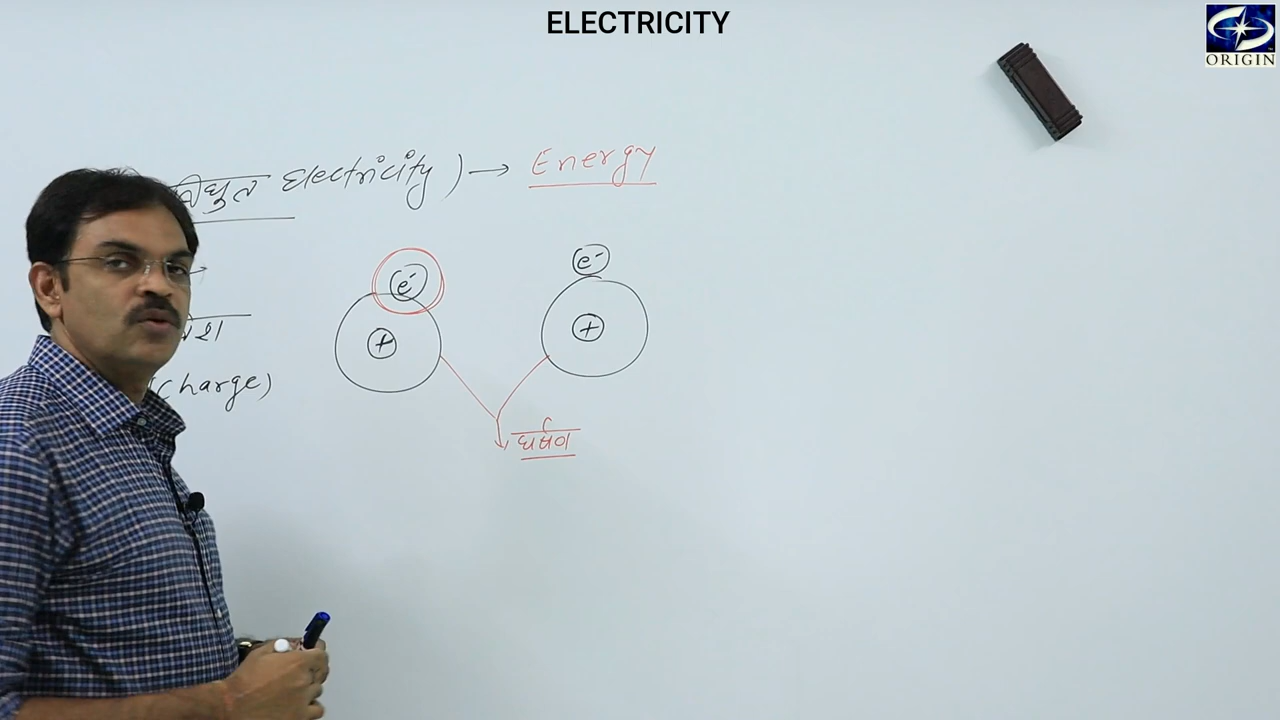 ELECTRICITY
ORIGIN
विद्युत Electricity) → Energy
e⁻ e⁻
+ +
(Charge)
घर्षण